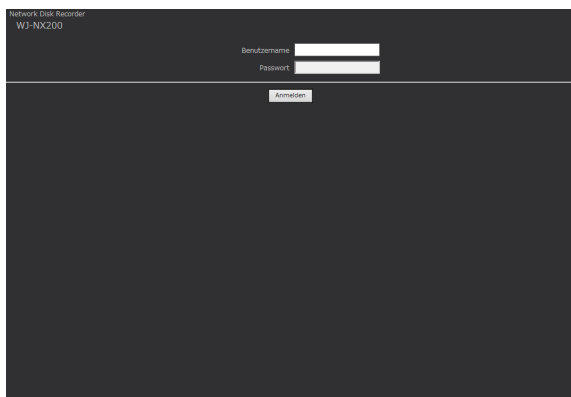 Network Disk Recorder
WJ-NX200
Benutzername
Passwort
Anmelden